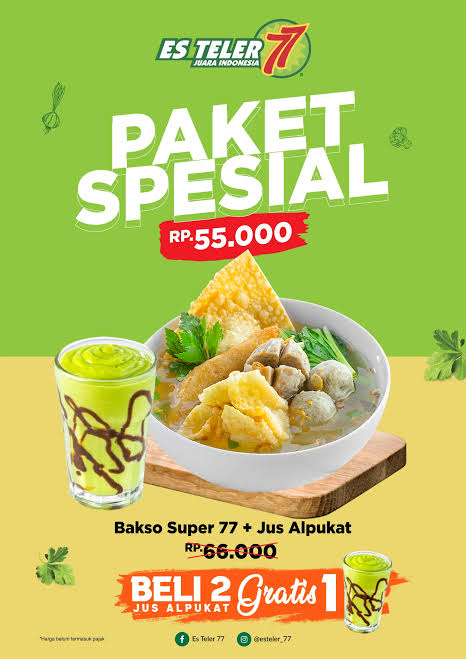 ES TELER 77
JUARA INDONESIA
PAKET
SPESIAL
RP.55.000
Bakso Super 77 + Jus Alpukat
RP.66.000
BELI 2 Gratis 1
JUS ALPUKAT
*Harga belum termasuk pajak
Es Teler 77
@esteler_77